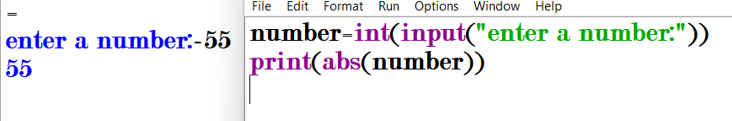 =
enter a number:-55
55
File Edit Format Run Options Window Help
number=int(input("enter a number:"))
print(abs(number))